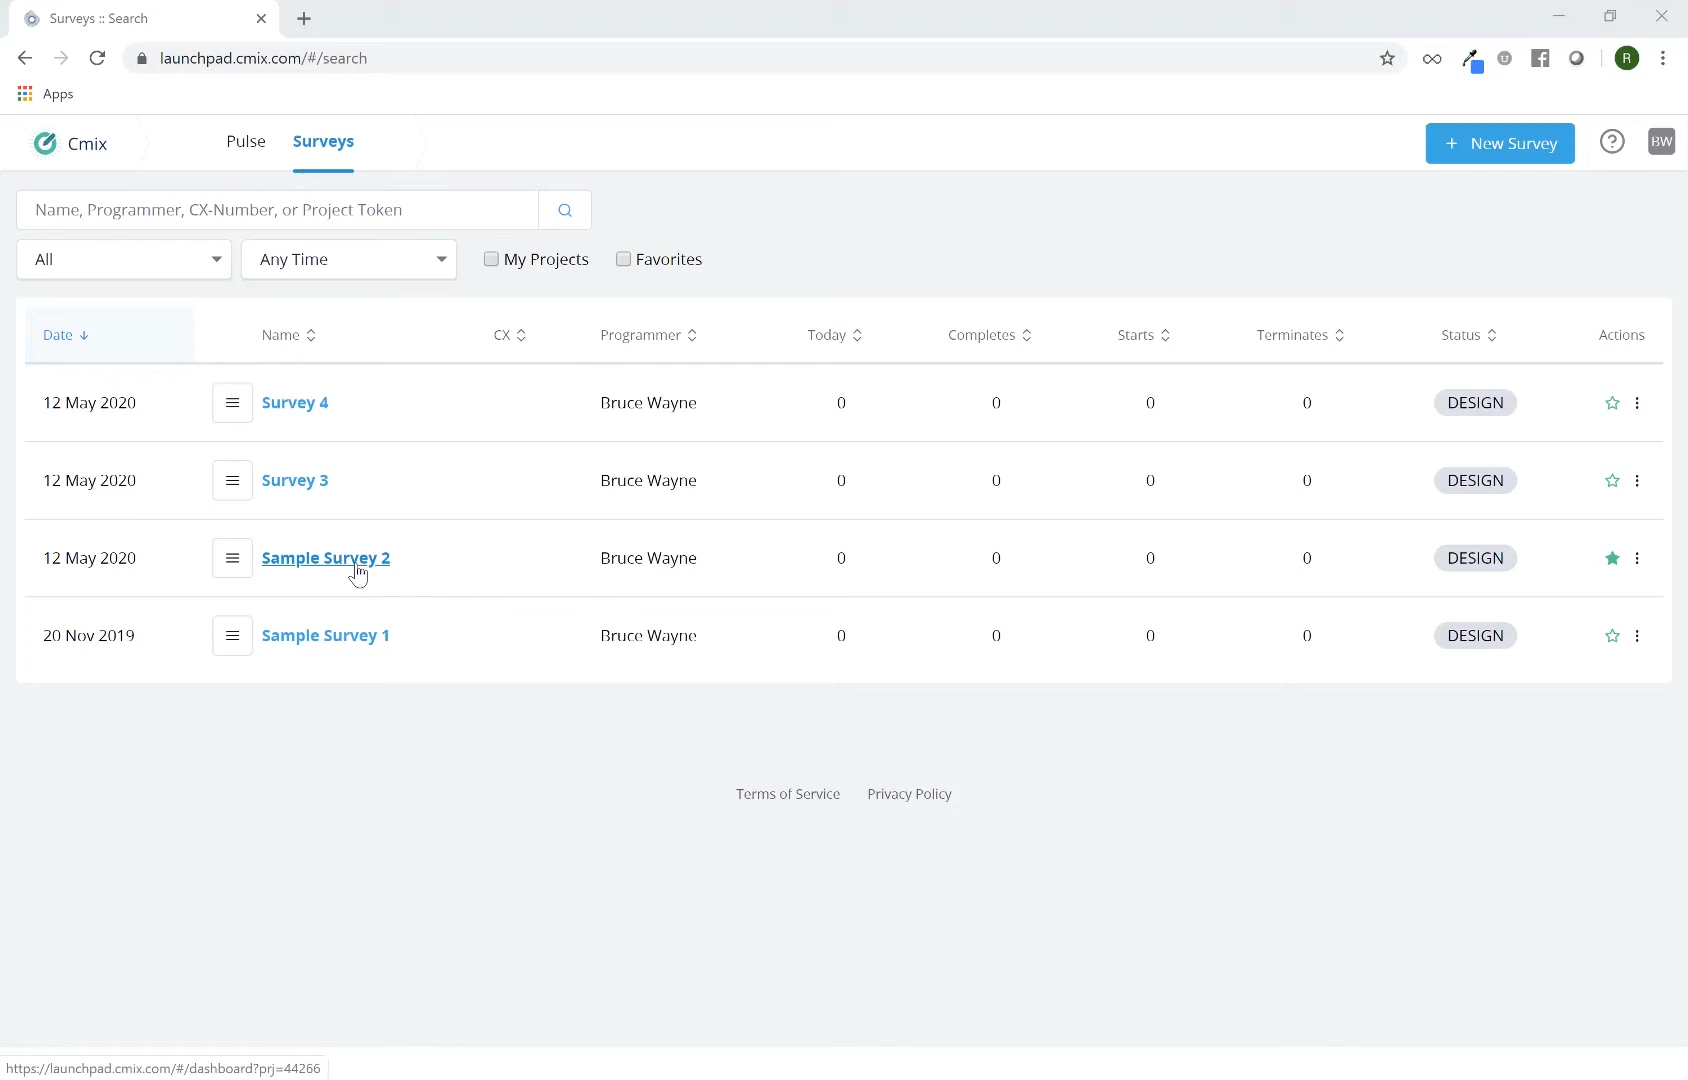 Surveys :: Search
launchpad.cmix.com/#/search
R
Apps
Cmix
Pulse
Surveys
+ New Survey
?
BW
Name, Programmer, CX-Number, or Project Token
All
Any Time
My Projects
Favorites
Date Name CX Programmer Today Completes Starts Terminates Status Actions
12 May 2020 Survey 4 Bruce Wayne 0 0 0 0 DESIGN
12 May 2020 Survey 3 Bruce Wayne 0 0 0 0 DESIGN
12 May 2020 Sample Survey 2 Bruce Wayne 0 0 0 0 DESIGN
20 Nov 2019 Sample Survey 1 Bruce Wayne 0 0 0 0 DESIGN
Terms of Service Privacy Policy
https://launchpad.cmix.com/#/dashboard?prj=44266